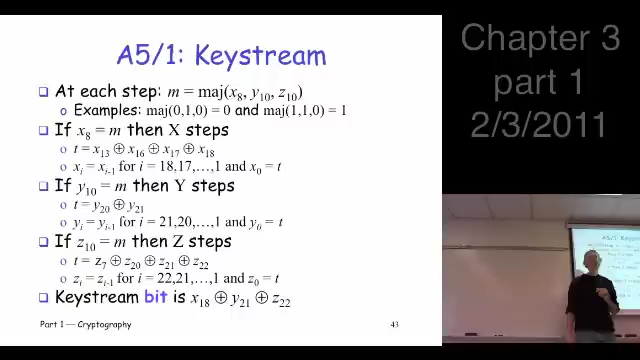 A5/1: Keystream
At each step: m = maj(x₈, y₁₀, z₁₀)
Examples: maj(0,1,0) = 0 and maj(1,1,0) = 1
If x₈ = m then X steps
t = x₁₃ ⊕ x₁₆ ⊕ x₁₇ ⊕ x₁₈
xᵢ = xᵢ₋₁ for i = 18,17,…,1 and x₀ = t
If y₁₀ = m then Y steps
t = y₂₀ ⊕ y₂₁
yᵢ = yᵢ₋₁ for i = 21,20,…,1 and y₀ = t
If z₁₀ = m then Z steps
t = z₇ ⊕ z₂₀ ⊕ z₂₁ ⊕ z₂₂
zᵢ = zᵢ₋₁ for i = 22,21,…,1 and z₀ = t
Keystream bit is x₁₈ ⊕ y₂₁ ⊕ z₂₂
Part 1 — Cryptography 43
Chapter 3
part 1
2/3/2011
A5/1: Keystre